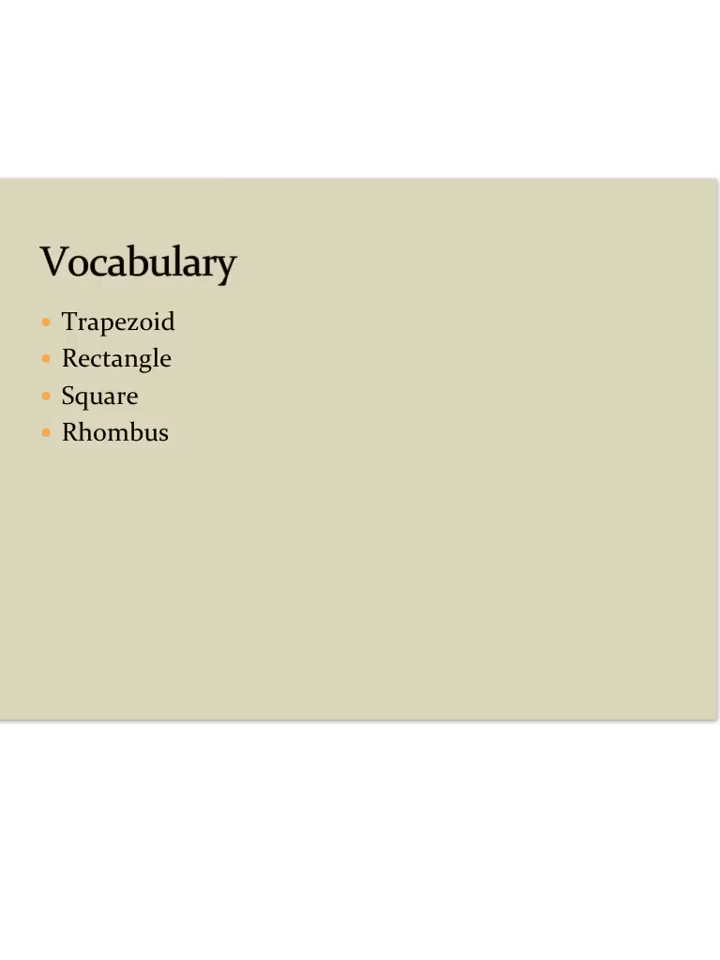 Vocabulary
Trapezoid
Rectangle
Square
Rhombus